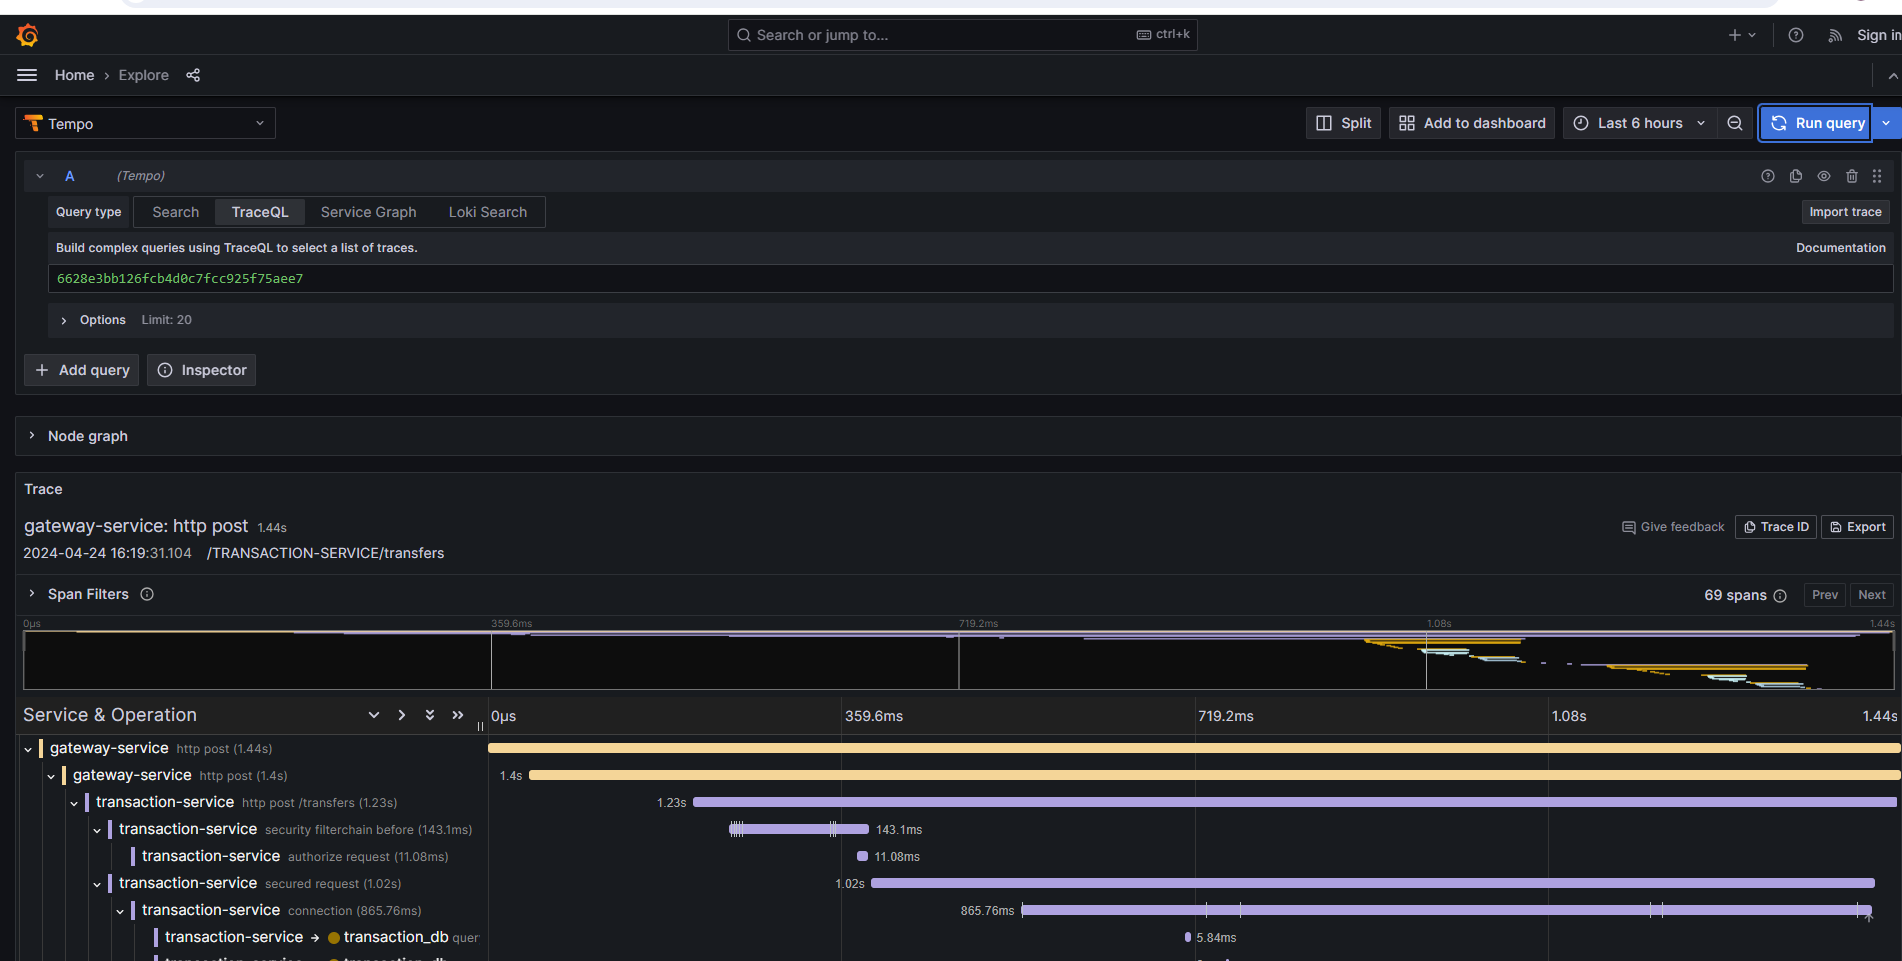 Search or jump to... ctrl+k Sign in
Home › Explore
Tempo Split Add to dashboard Last 6 hours Run query
A (Tempo)
Query type Search TraceQL Service Graph Loki Search Import trace
Build complex queries using TraceQL to select a list of traces. Documentation
6628e3bb126fcb4d0c7fcc925f75aee7
Options Limit: 20
Add query Inspector
Node graph
Trace
gateway-service: http post 1.44s Give feedback Trace ID Export
2024-04-24 16:19:31.104 /TRANSACTION-SERVICE/transfers
Span Filters 69 spans Prev Next
0µs 359.6ms 719.2ms 1.08s 1.44s
Service & Operation 0µs 359.6ms 719.2ms 1.08s 1.44s
gateway-service http post (1.44s)
gateway-service http post (1.4s) 1.4s
transaction-service http post /transfers (1.23s) 1.23s
transaction-service security filterchain before (143.1ms) 143.1ms
transaction-service authorize request (11.08ms) 11.08ms
transaction-service secured request (1.02s) 1.02s
transaction-service connection (865.76ms) 865.76ms
transaction-service → transaction_db quer 5.84ms